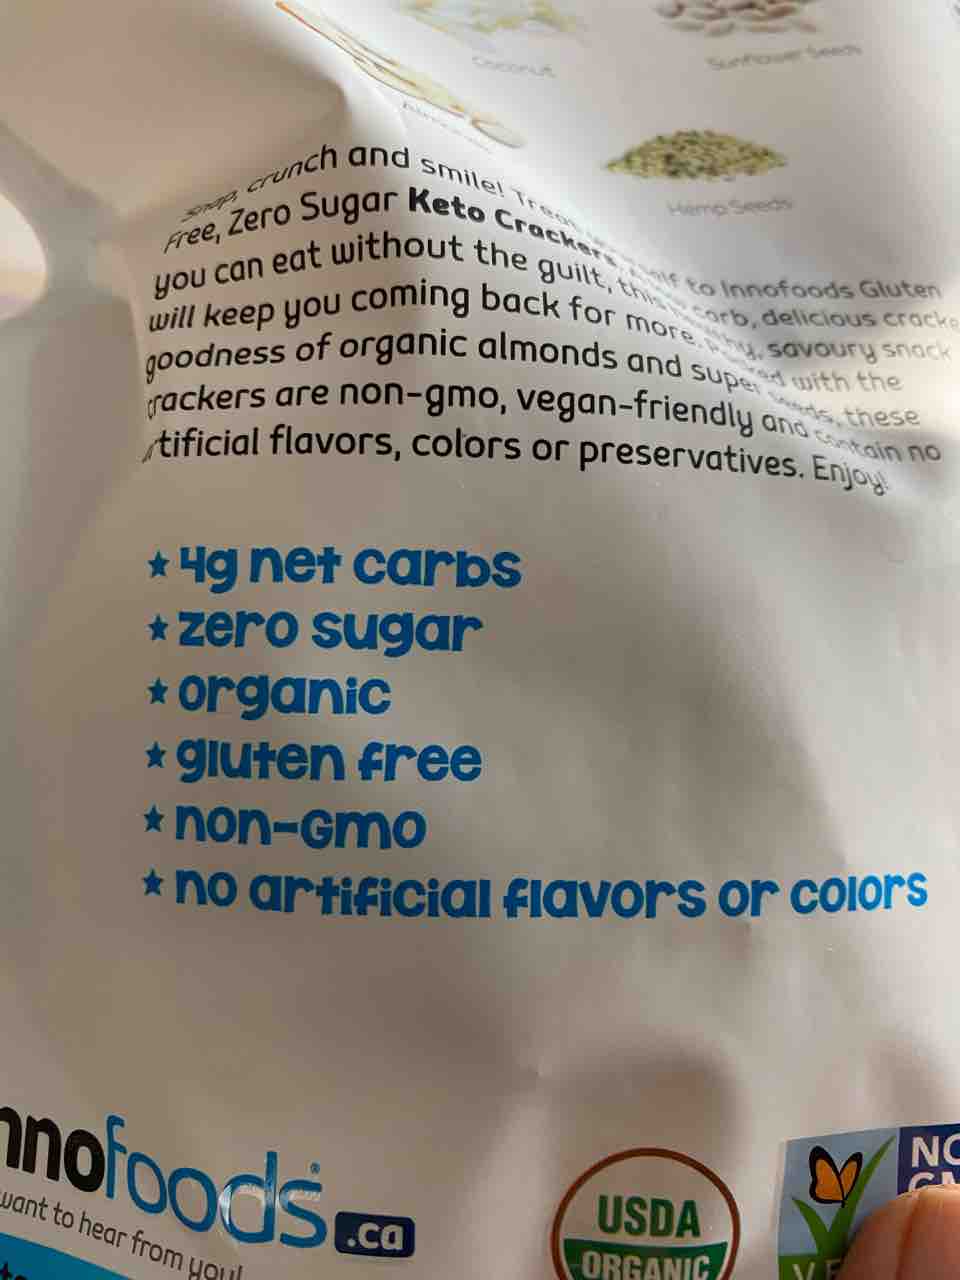 Coconut
Sunflower Seeds
Hemp Seeds
Snap, crunch and smile! to Innofoods Gluten
Free, Zero Sugar Keto Crackers, carb, delicious
you can eat without the guilt, this savoury snack
will keep you coming back for more. with the
goodness of organic almonds and super seeds, these
crackers are non-gmo, vegan-friendly and contain no
artificial flavors, colors or preservatives. Enjoy!
★ 4g net carbs
★ zero sugar
★ organic
★ gluten free
★ non-GMO
★ no artificial flavors or colors
nnofoods®.ca
want to hear from you!
USDA
ORGANIC